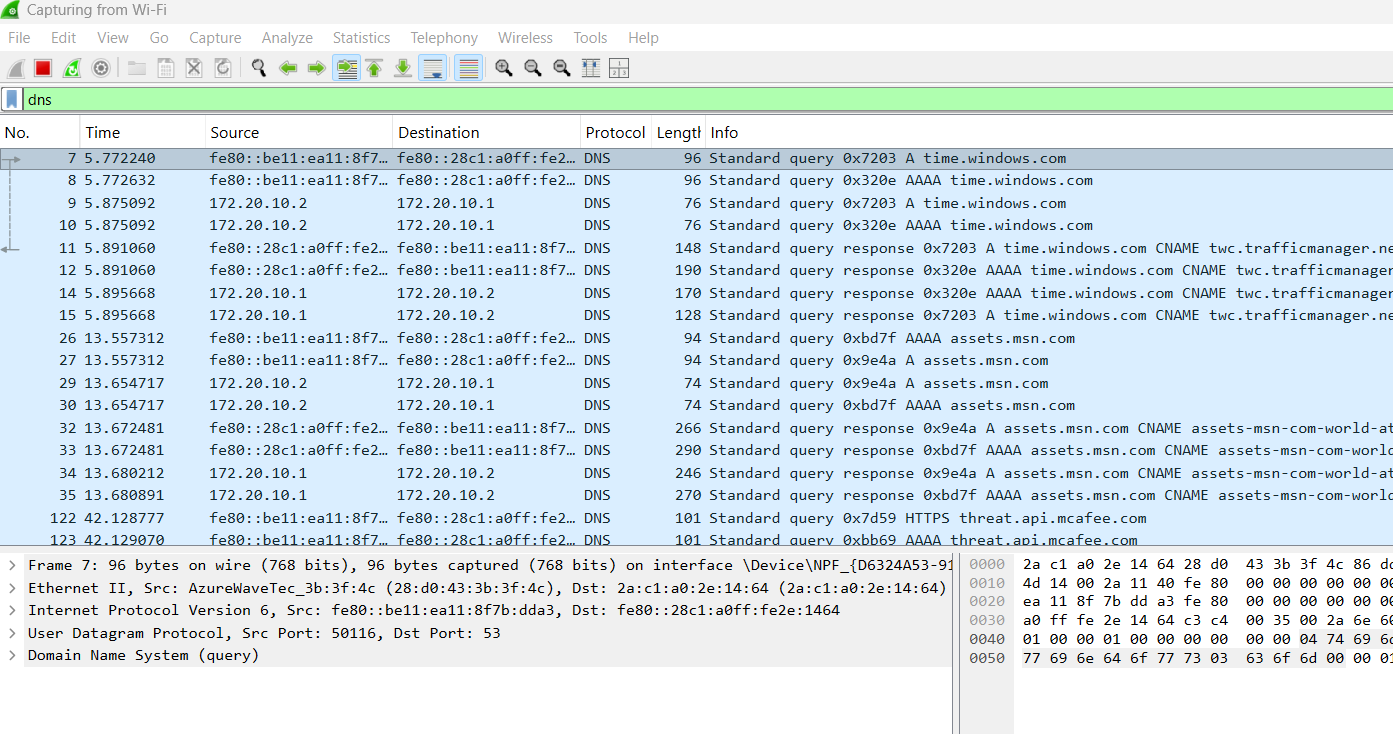 Capturing from Wi-Fi
File Edit View Go Capture Analyze Statistics Telephony Wireless Tools Help
dns
No. Time Source Destination Protocol Length Info
7 5.772240 fe80::be11:ea11:8f7… fe80::28c1:a0ff:fe2… DNS 96 Standard query 0x7203 A time.windows.com
8 5.772632 fe80::be11:ea11:8f7… fe80::28c1:a0ff:fe2… DNS 96 Standard query 0x320e AAAA time.windows.com
9 5.875092 172.20.10.2 172.20.10.1 DNS 76 Standard query 0x7203 A time.windows.com
10 5.875092 172.20.10.2 172.20.10.1 DNS 76 Standard query 0x320e AAAA time.windows.com
11 5.891060 fe80::28c1:a0ff:fe2… fe80::be11:ea11:8f7… DNS 148 Standard query response 0x7203 A time.windows.com CNAME twc.trafficmanager.ne
12 5.891060 fe80::28c1:a0ff:fe2… fe80::be11:ea11:8f7… DNS 190 Standard query response 0x320e AAAA time.windows.com CNAME twc.trafficmanager
14 5.895668 172.20.10.1 172.20.10.2 DNS 170 Standard query response 0x320e AAAA time.windows.com CNAME twc.trafficmanager
15 5.895668 172.20.10.1 172.20.10.2 DNS 128 Standard query response 0x7203 A time.windows.com CNAME twc.trafficmanager.ne
26 13.557312 fe80::be11:ea11:8f7… fe80::28c1:a0ff:fe2… DNS 94 Standard query 0xbd7f AAAA assets.msn.com
27 13.557312 fe80::be11:ea11:8f7… fe80::28c1:a0ff:fe2… DNS 94 Standard query 0x9e4a A assets.msn.com
29 13.654717 172.20.10.2 172.20.10.1 DNS 74 Standard query 0x9e4a A assets.msn.com
30 13.654717 172.20.10.2 172.20.10.1 DNS 74 Standard query 0xbd7f AAAA assets.msn.com
32 13.672481 fe80::28c1:a0ff:fe2… fe80::be11:ea11:8f7… DNS 266 Standard query response 0x9e4a A assets.msn.com CNAME assets-msn-com-world-at
33 13.672481 fe80::28c1:a0ff:fe2… fe80::be11:ea11:8f7… DNS 290 Standard query response 0xbd7f AAAA assets.msn.com CNAME assets-msn-com-world
34 13.680212 172.20.10.1 172.20.10.2 DNS 246 Standard query response 0x9e4a A assets.msn.com CNAME assets-msn-com-world-at
35 13.680891 172.20.10.1 172.20.10.2 DNS 270 Standard query response 0xbd7f AAAA assets.msn.com CNAME assets-msn-com-world
122 42.128777 fe80::be11:ea11:8f7… fe80::28c1:a0ff:fe2… DNS 101 Standard query 0x7d59 HTTPS threat.api.mcafee.com
123 42.129070 fe80::be11:ea11:8f7… fe80::28c1:a0ff:fe2… DNS 101 Standard query 0xbb69 AAAA threat.api.mcafee.com
Frame 7: 96 bytes on wire (768 bits), 96 bytes captured (768 bits) on interface \Device\NPF_{D6324A53-91
Ethernet II, Src: AzureWaveTec_3b:3f:4c (28:d0:43:3b:3f:4c), Dst: 2a:c1:a0:2e:14:64 (2a:c1:a0:2e:14:64)
Internet Protocol Version 6, Src: fe80::be11:ea11:8f7b:dda3, Dst: fe80::28c1:a0ff:fe2e:1464
User Datagram Protocol, Src Port: 50116, Dst Port: 53
Domain Name System (query)
0000 2a c1 a0 2e 14 64 28 d0 43 3b 3f 4c 86 dd
0010 4d 14 00 2a 11 40 fe 80 00 00 00 00 00 00
0020 ea 11 8f 7b dd a3 fe 80 00 00 00 00 00 00
0030 a0 ff fe 2e 14 64 c3 c4 00 35 00 2a 6e 60
0040 01 00 00 01 00 00 00 00 00 00 04 74 69 6d
0050 77 69 6e 64 6f 77 73 03 63 6f 6d 00 00 01